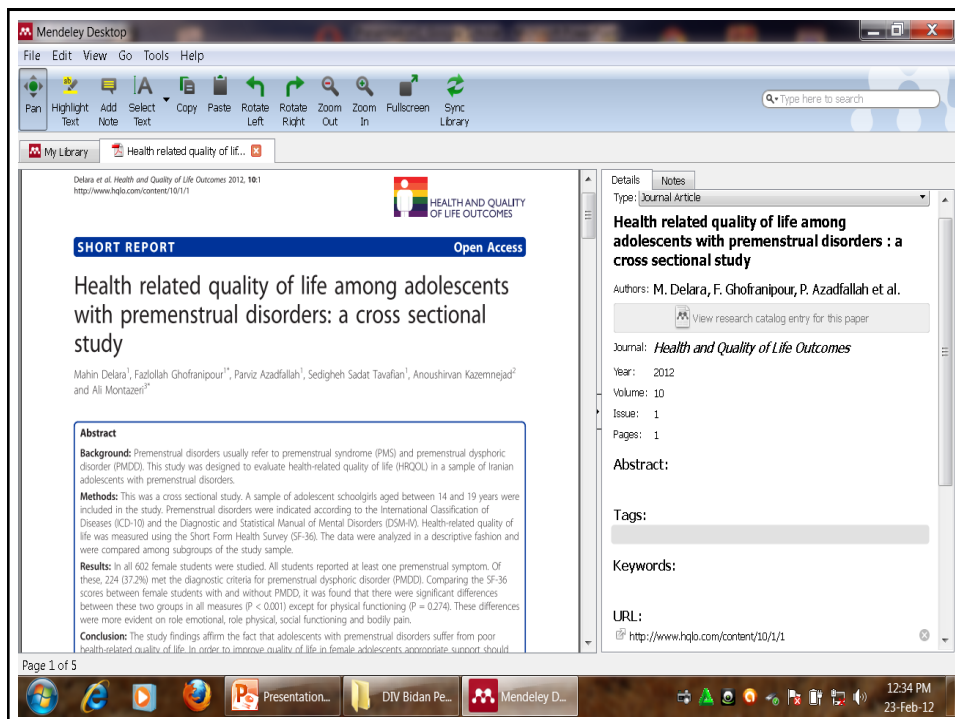 Mendeley Desktop
File Edit View Go Tools Help
Pan
Highlight Text
Add Note
Select Text
Copy
Paste
Rotate Left
Rotate Right
Zoom Out
Zoom In
Fullscreen
Sync Library
Type here to search
My Library
Health related quality of lif...
Delara et al. Health and Quality of Life Outcomes 2012, 10:1
http://www.hqlo.com/content/10/1/1
HEALTH AND QUALITY
OF LIFE OUTCOMES
SHORT REPORT Open Access
Health related quality of life among adolescents
with premenstrual disorders: a cross sectional
study
Mahin Delara1, Fazlollah Ghofranipour1*, Parviz Azadfallah1, Sedigheh Sadat Tavafian1, Anoushirvan Kazemnejad2
and Ali Montazeri3*
Abstract
Background: Premenstrual disorders usually refer to premenstrual syndrome (PMS) and premenstrual dysphoric
disorder (PMDD). This study was designed to evaluate health-related quality of life (HRQOL) in a sample of Iranian
adolescents with premenstrual disorders.
Methods: This was a cross sectional study. A sample of adolescent schoolgirls aged between 14 and 19 years were
included in the study. Premenstrual disorders were indicated according to the International Classification of
Diseases (ICD-10) and the Diagnostic and Statistical Manual of Mental Disorders (DSM-IV). Health-related quality of
life was measured using the Short Form Health Survey (SF-36). The data were analyzed in a descriptive fashion and
were compared among subgroups of the study sample.
Results: In all 602 female students were studied. All students reported at least one premenstrual symptom. Of
these, 224 (37.2%) met the diagnostic criteria for premenstrual dysphoric disorder (PMDD). Comparing the SF-36
scores between female students with and without PMDD, it was found that there were significant differences
between these two groups in all measures (P < 0.001) except for physical functioning (P = 0.274). These differences
were more evident on role emotional, role physical, social functioning and bodily pain.
Conclusion: The study findings affirm the fact that adolescents with premenstrual disorders suffer from poor
health-related quality of life. In order to improve quality of life in female adolescents appropriate support should
Details Notes
Type: Journal Article
Health related quality of life among
adolescents with premenstrual disorders : a
cross sectional study
Authors: M. Delara, F. Ghofranipour, P. Azadfallah et al.
View research catalog entry for this paper
Journal: Health and Quality of Life Outcomes
Year: 2012
Volume: 10
Issue: 1
Pages: 1
Abstract:
Tags:
Keywords:
URL:
http://www.hqlo.com/content/10/1/1
Page 1 of 5
Presentation...
DIV Bidan Pe...
Mendeley D...
12:34 PM
23-Feb-12